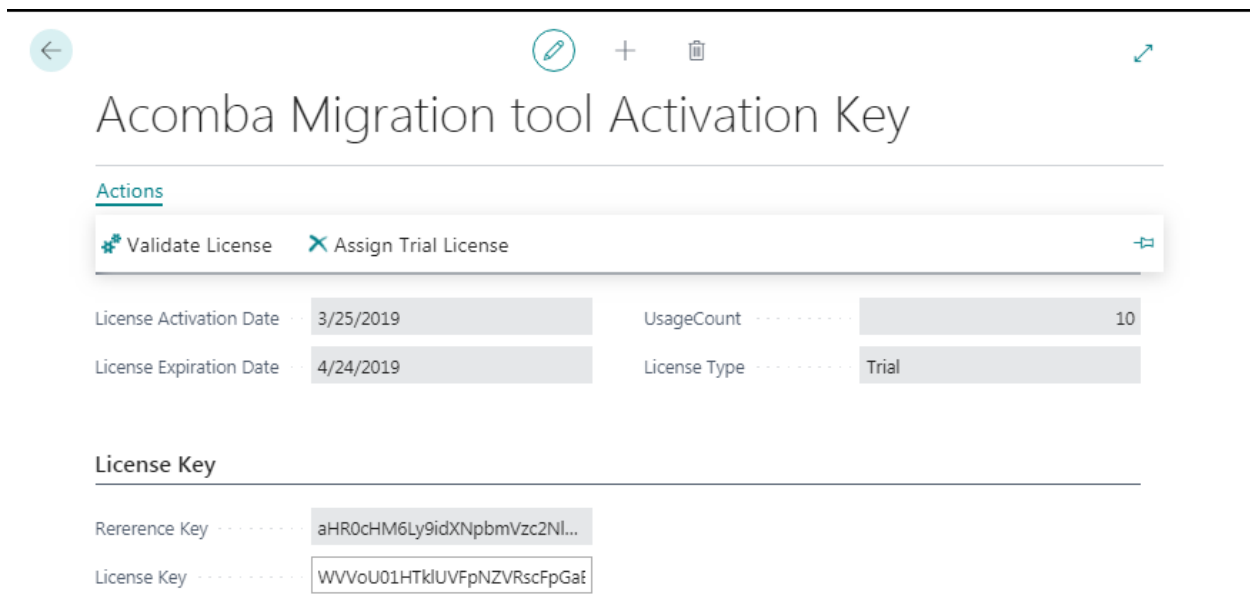 Acomba Migration tool Activation Key
Actions
Validate License Assign Trial License
License Activation Date 3/25/2019 UsageCount 10
License Expiration Date 4/24/2019 License Type Trial
License Key
Rererence Key aHR0cHM6Ly9idXNpbmVzc2Nl...
License Key WVVoU01HTklUVFpNZVRscFpGaE